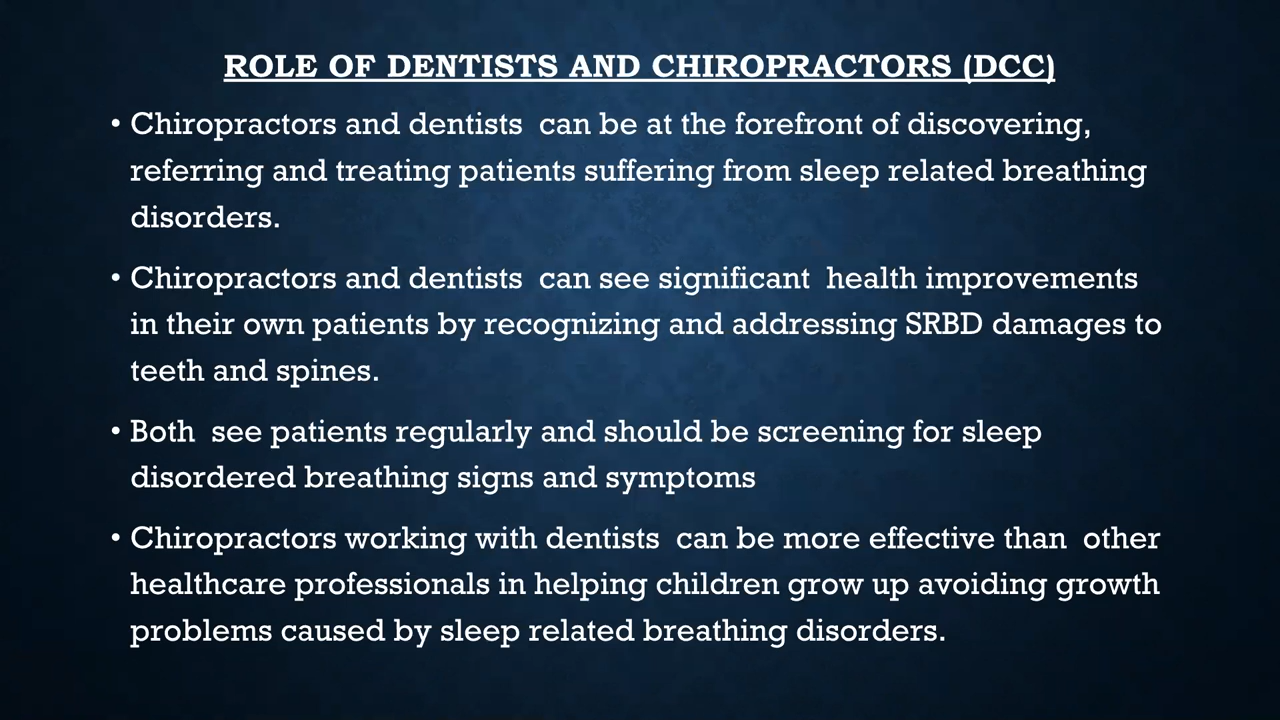 ROLE OF DENTISTS AND CHIROPRACTORS (DCC)
• Chiropractors and dentists  can be at the forefront of discovering,
referring and treating patients suffering from sleep related breathing
disorders.
• Chiropractors and dentists  can see significant  health improvements
in their own patients by recognizing and addressing SRBD damages to
teeth and spines.
• Both  see patients regularly and should be screening for sleep
disordered breathing signs and symptoms
• Chiropractors working with dentists  can be more effective than  other
healthcare professionals in helping children grow up avoiding growth
problems caused by sleep related breathing disorders.